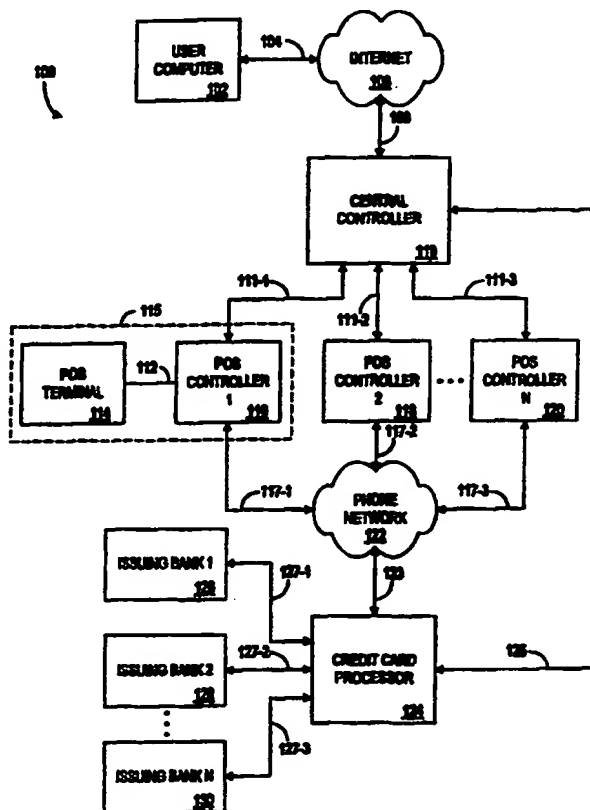 100
USER
COMPUTER
102
104
INTERNET
106
108
CENTRAL
CONTROLLER
110
111-1
111-2
111-3
115
POS
TERMINAL
114
112
POS
CONTROLLER
1
116
POS
CONTROLLER
2
118
POS
CONTROLLER
N
120
117-1
117-2
117-3
PHONE
NETWORK
122
123
ISSUING BANK 1
126
127-1
ISSUING BANK 2
128
127-2
ISSUING BANK N
130
127-3
CREDIT CARD
PROCESSOR
124
125